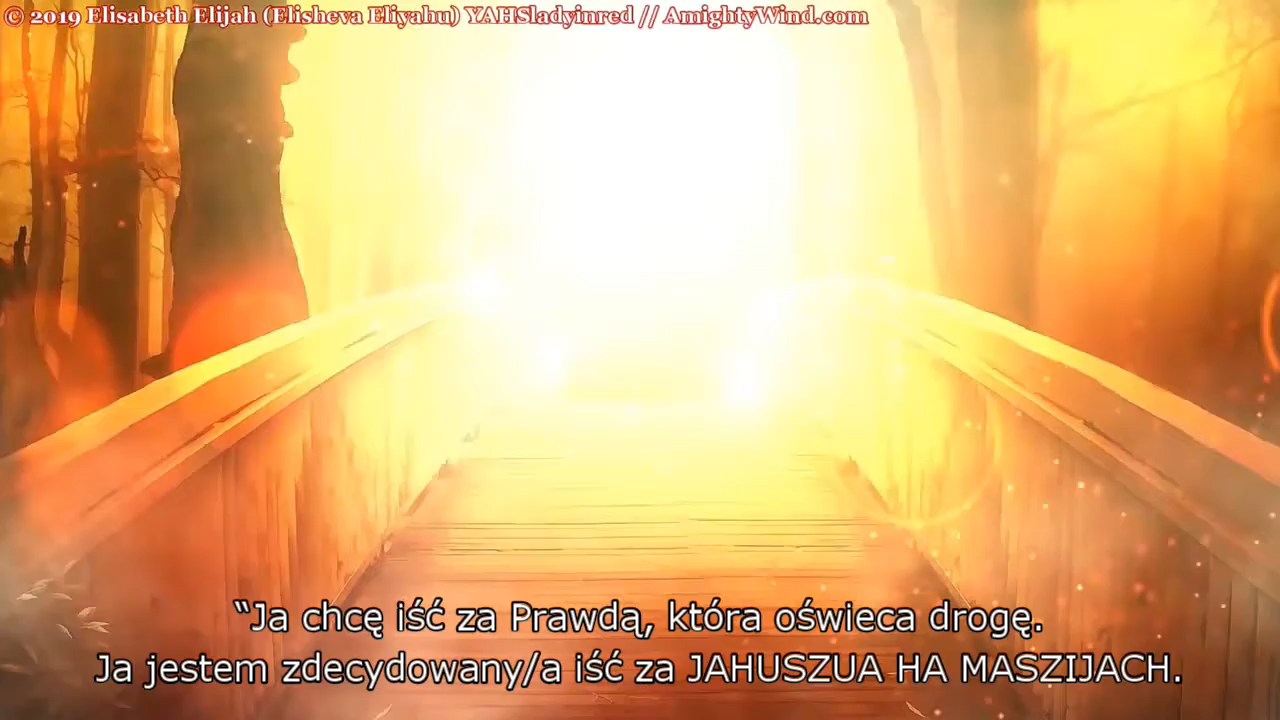 © 2019 Elisabeth Elijah (Elisheva Eliyahu) YAHSladyinred // AmightyWind.com
“Ja chcę iść za Prawdą, która oświeca drogę.
Ja jestem zdecydowany/a iść za JAHUSZUA HA MASZIJACH.